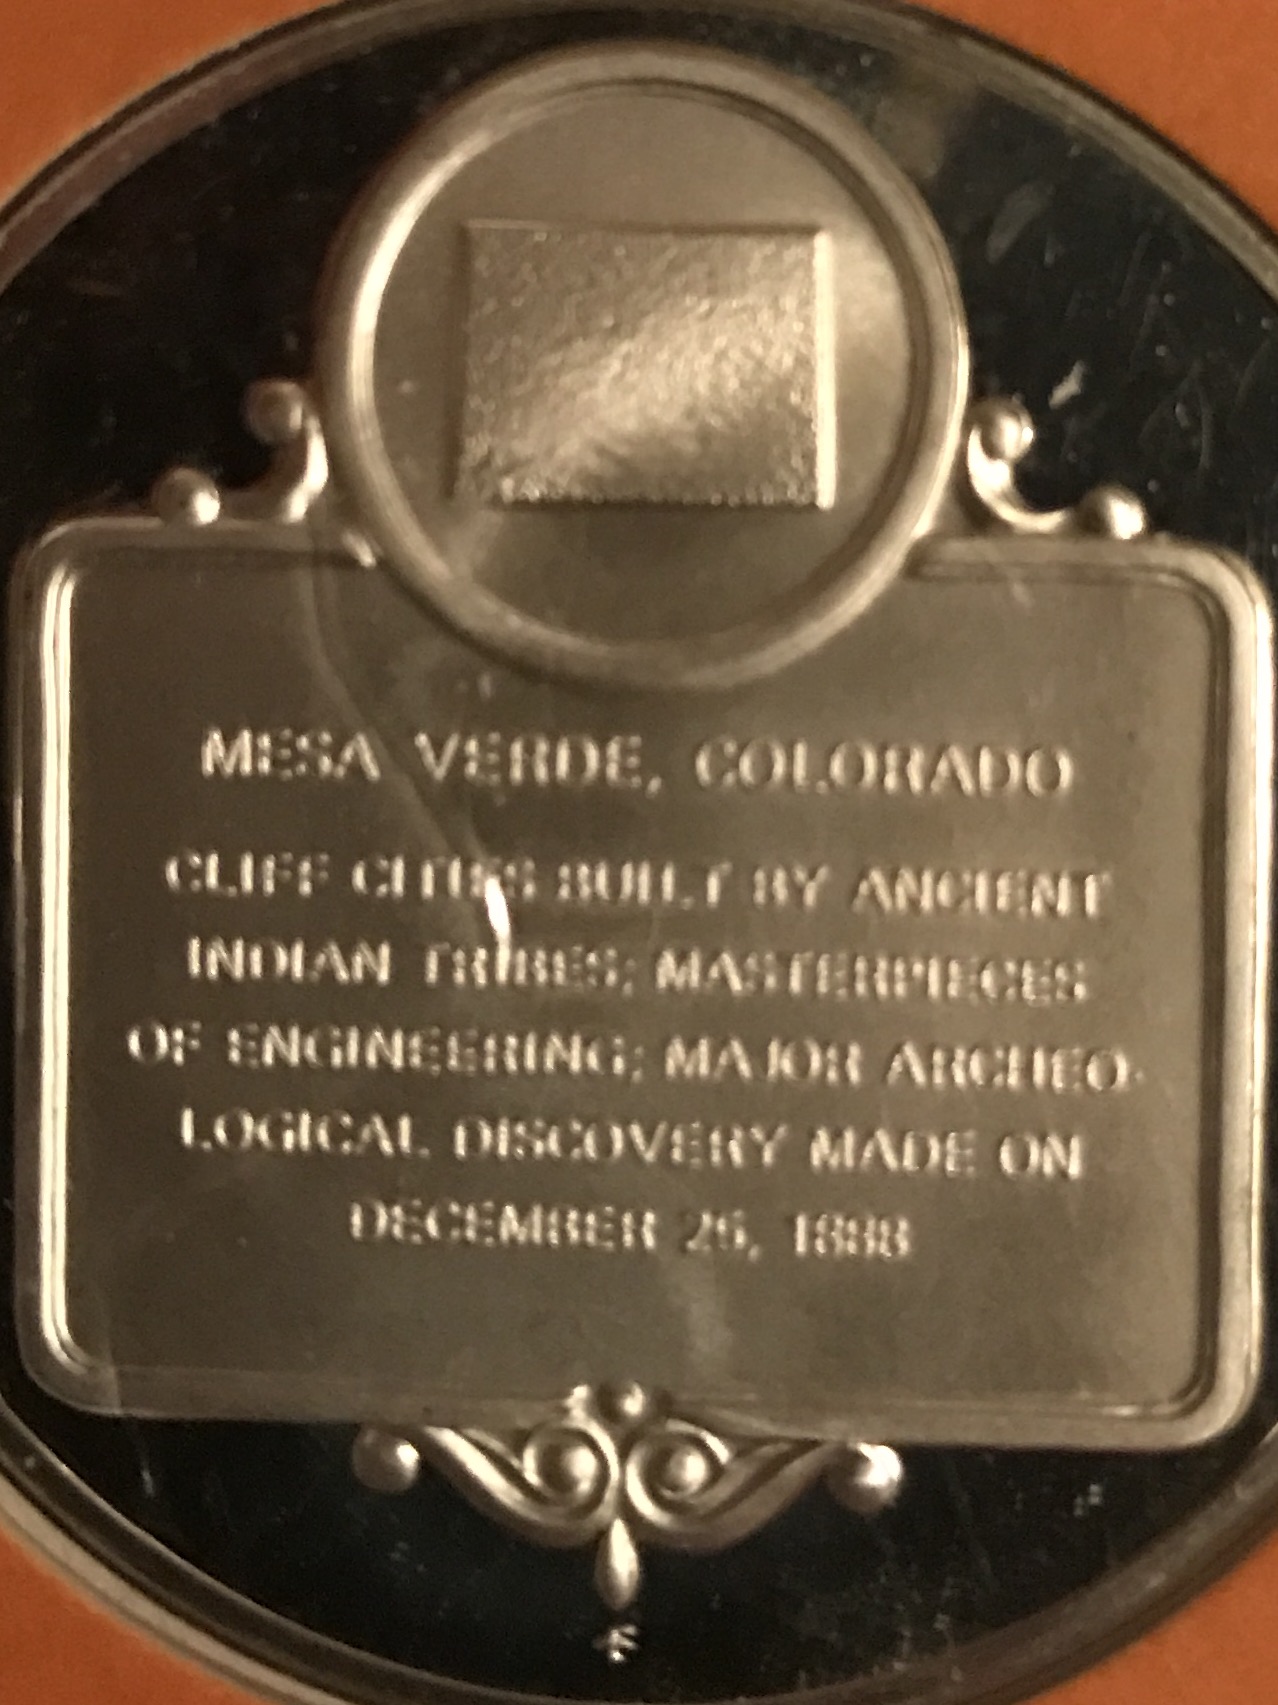 MESA VERDE, COLORADO
CLIFF CITIES BUILT BY ANCIENT
INDIAN TRIBES; MASTERPIECES
OF ENGINEERING; MAJOR ARCHEO-
LOGICAL DISCOVERY MADE ON
DECEMBER 1888